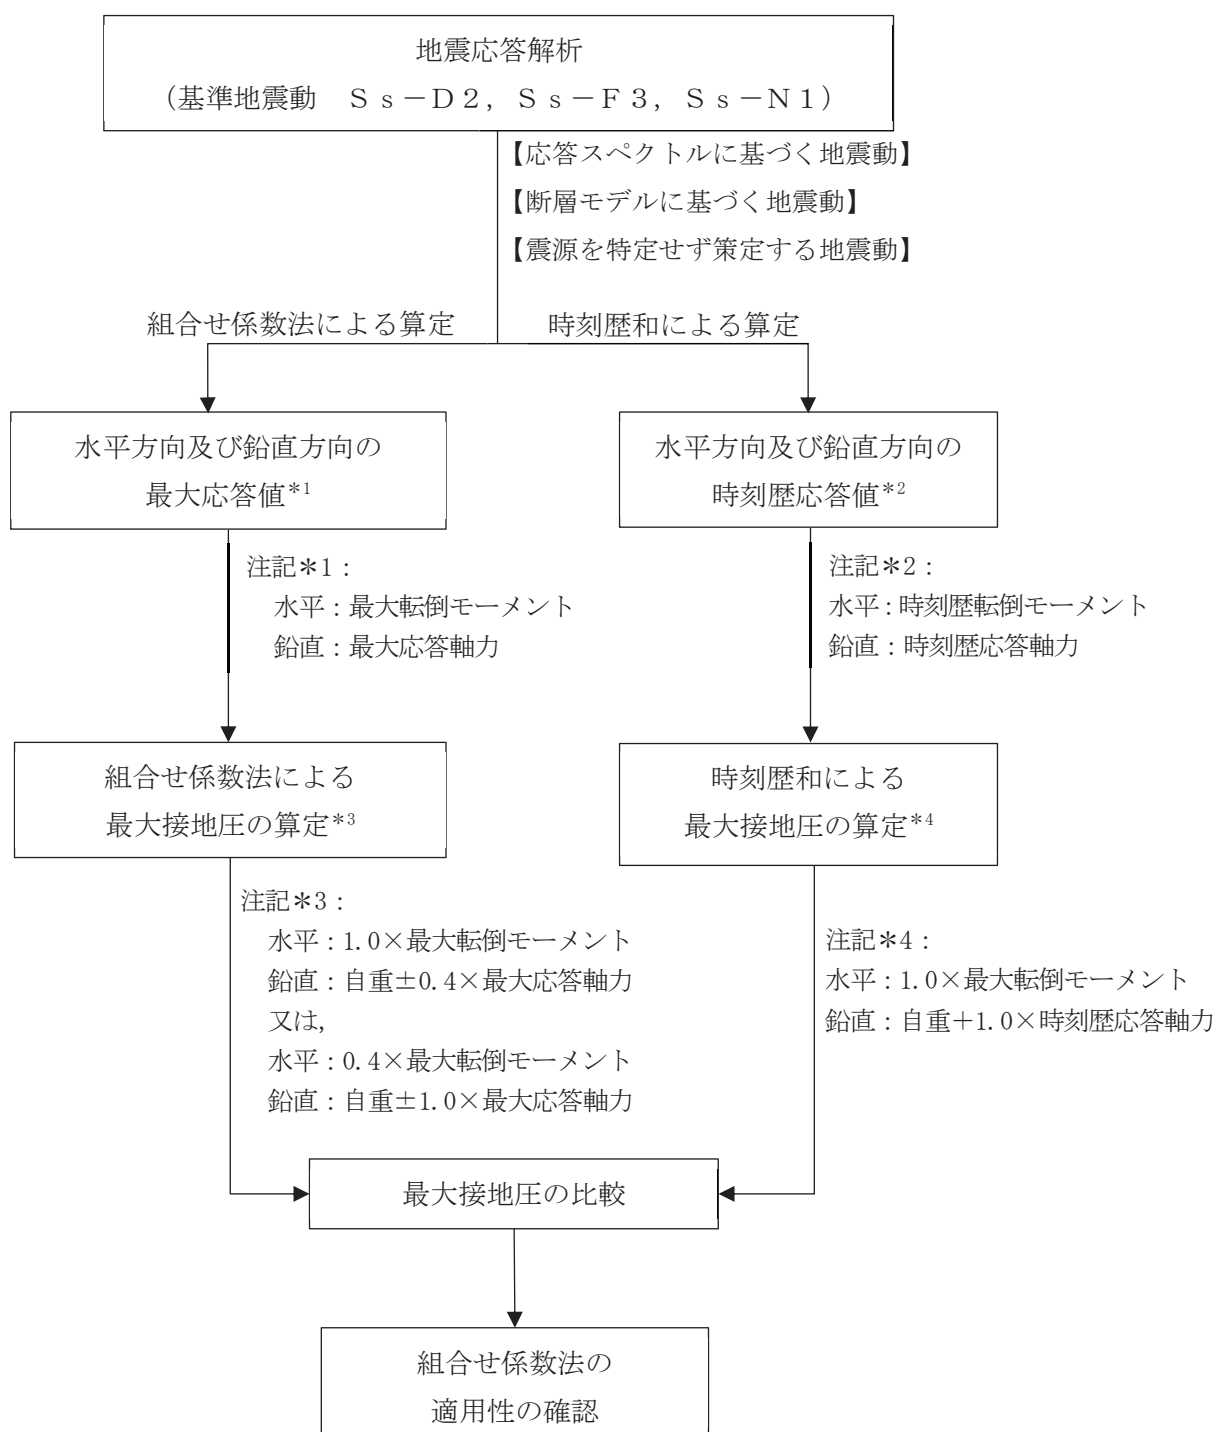 地震応答解析
(基準地震動　Ss-D2,Ss-F3,Ss-N1)
【応答スペクトルに基づく地震動】
【断層モデルに基づく地震動】
【震源を特定せず策定する地震動】
組合せ係数法による算定
時刻歴和による算定
水平方向及び鉛直方向の
最大応答値*1
水平方向及び鉛直方向の
時刻歴応答値*2
注記*1:
水平:最大転倒モーメント
鉛直:最大応答軸力
注記*2:
水平:時刻歴転倒モーメント
鉛直:時刻歴応答軸力
組合せ係数法による
最大接地圧の算定*3
時刻歴和による
最大接地圧の算定*4
注記*3:
水平:1.0×最大転倒モーメント
鉛直:自重±0.4×最大応答軸力
又は,
水平:0.4×最大転倒モーメント
鉛直:自重±1.0×最大応答軸力
注記*4:
水平:1.0×最大転倒モーメント
鉛直:自重+1.0×時刻歴応答軸力
最大接地圧の比較
組合せ係数法の
適用性の確認